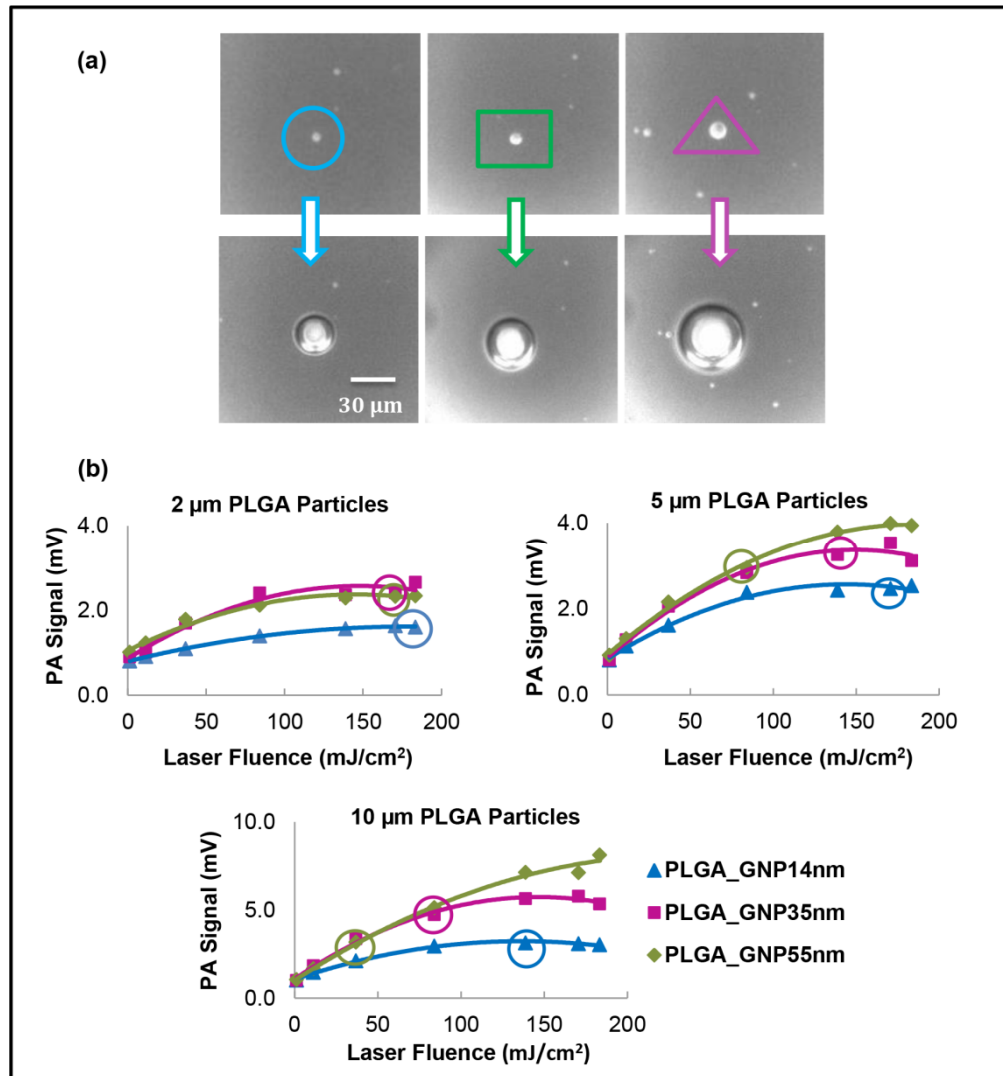 (a)
30 µm
(b)
2 µm PLGA Particles
PA Signal (mV)
4.0
2.0
0.0
0 50 100 150 200
Laser Fluence (mJ/cm²)
5 µm PLGA Particles
PA Signal (mV)
4.0
2.0
0.0
0 50 100 150 200
Laser Fluence (mJ/cm²)
10 µm PLGA Particles
PA Signal (mV)
10.0
5.0
0.0
0 50 100 150 200
Laser Fluence (mJ/cm²)
PLGA_GNP14nm
PLGA_GNP35nm
PLGA_GNP55nm